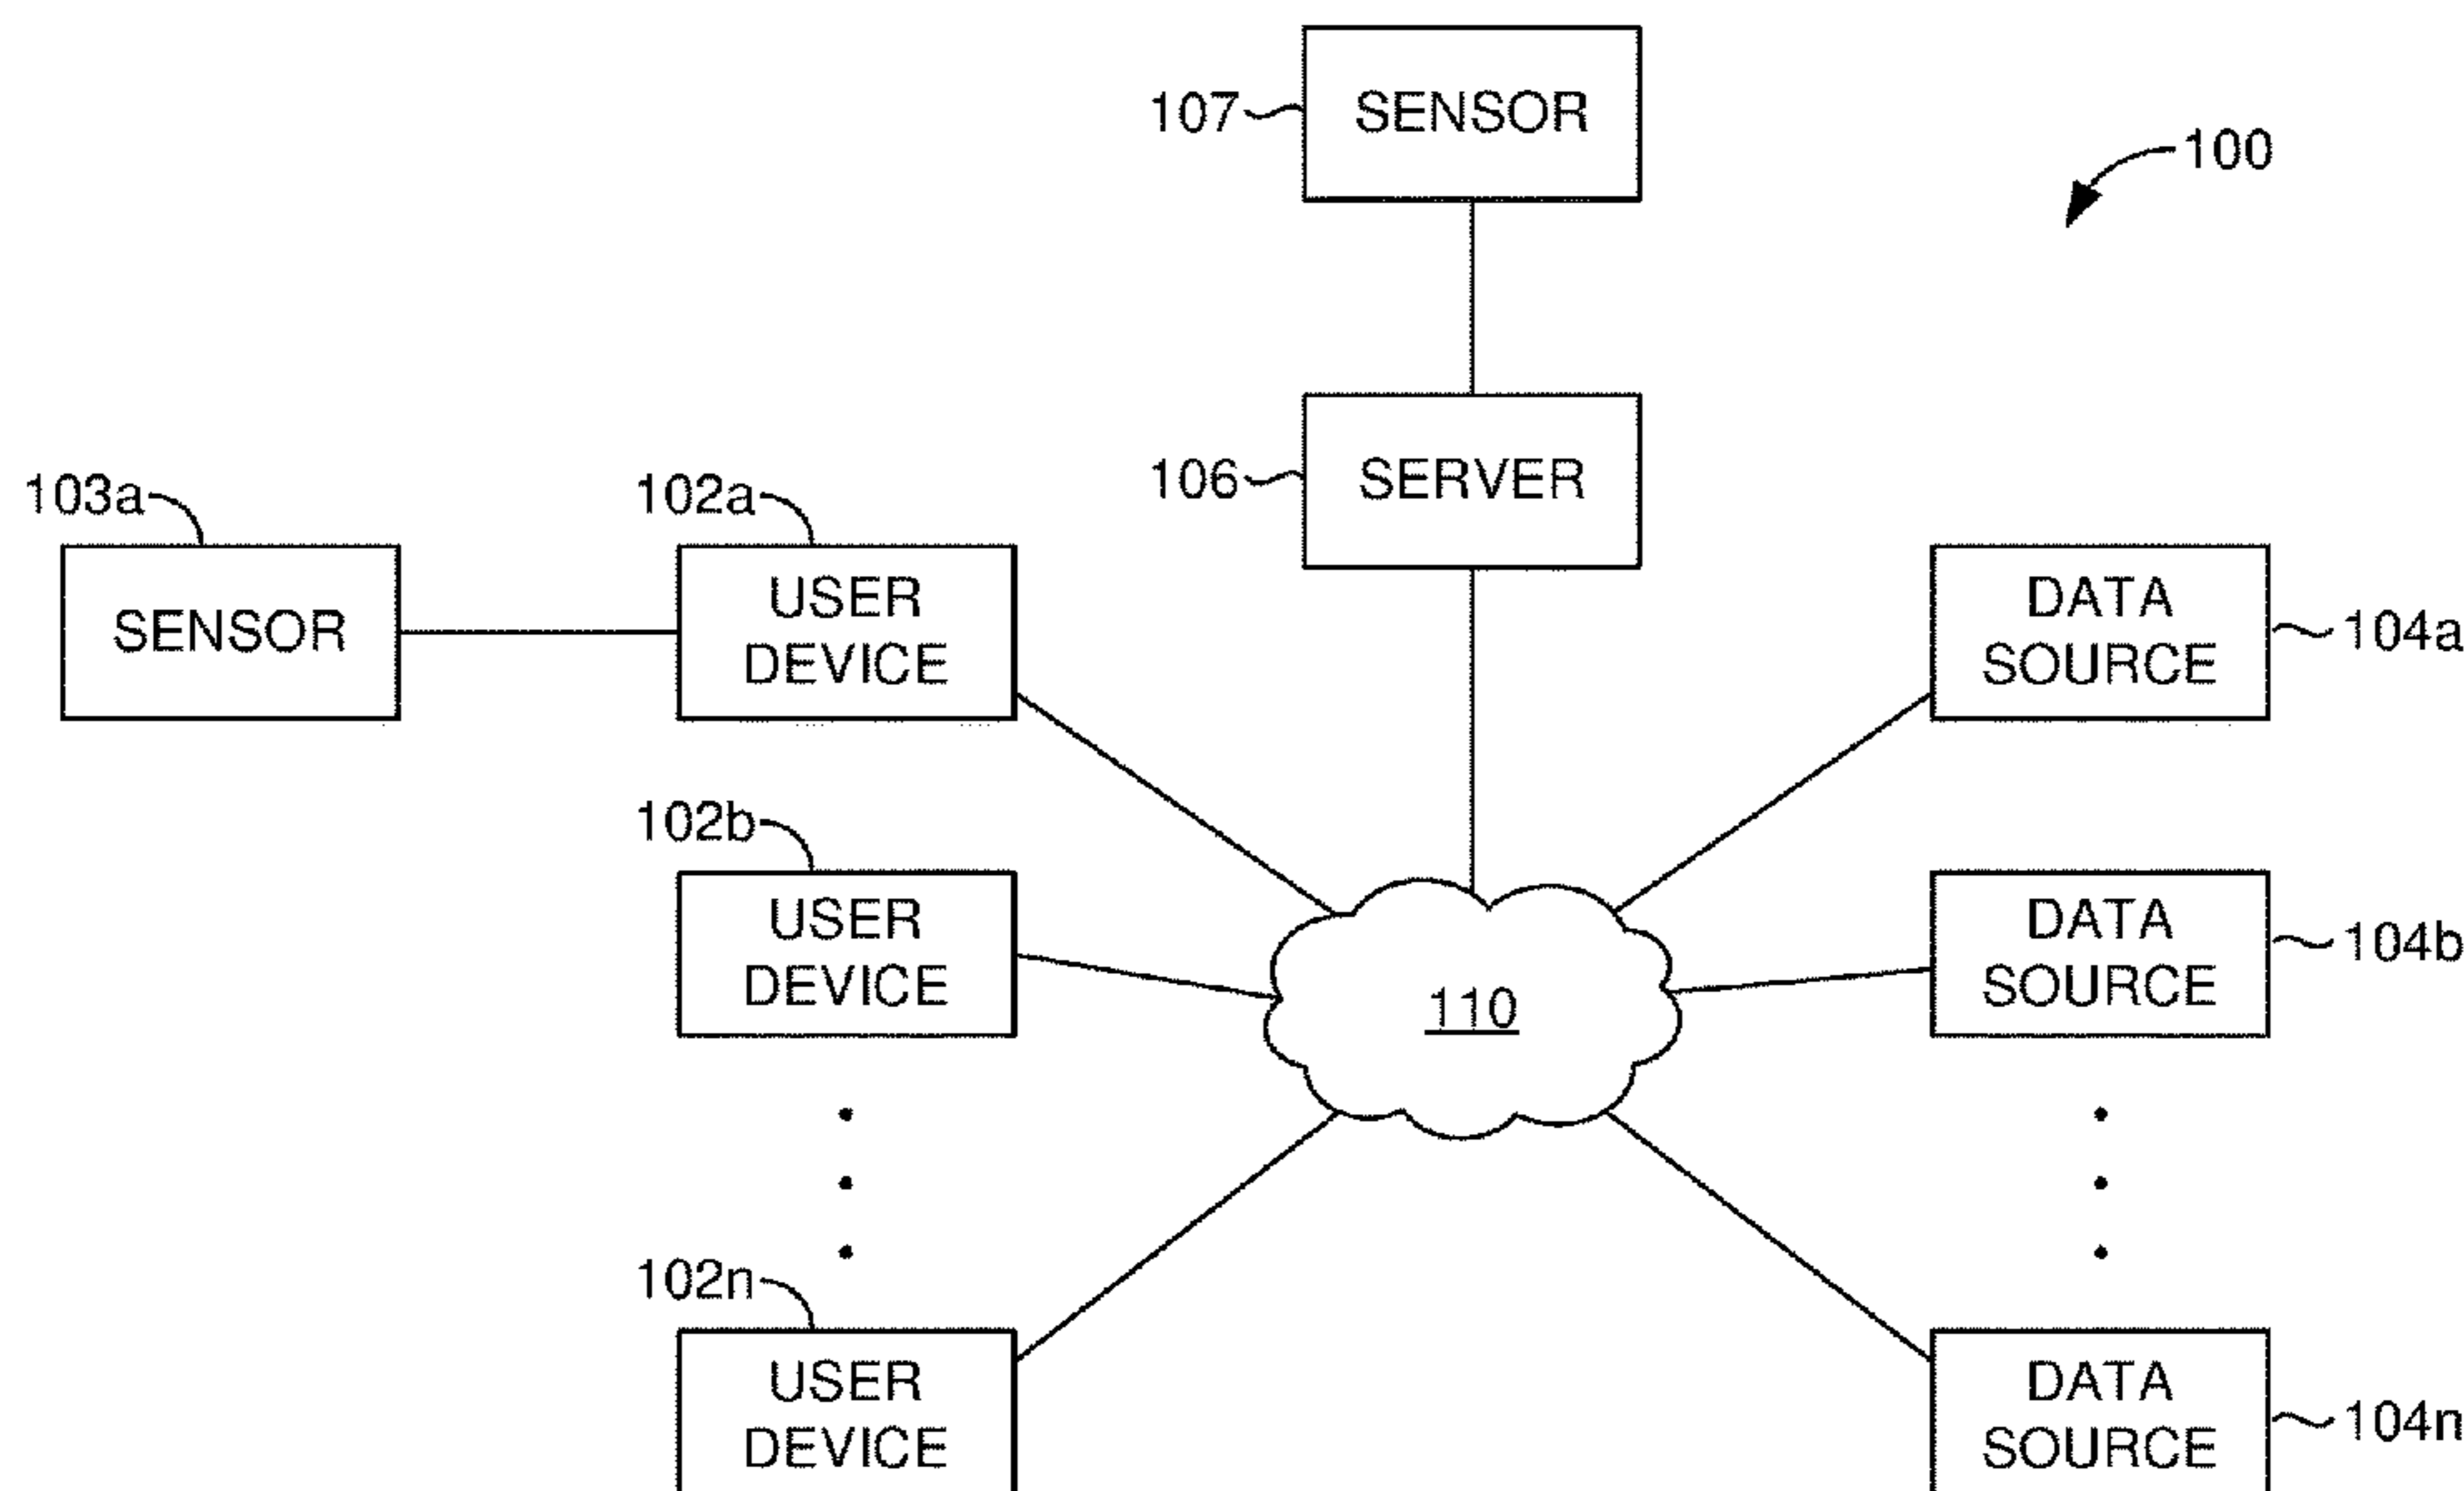 107
SENSOR
100
106
SERVER
103a
SENSOR
102a
USER
DEVICE
DATA
SOURCE
104a
102b
USER
DEVICE
110
DATA
SOURCE
104b
102n
USER
DEVICE
DATA
SOURCE
104n